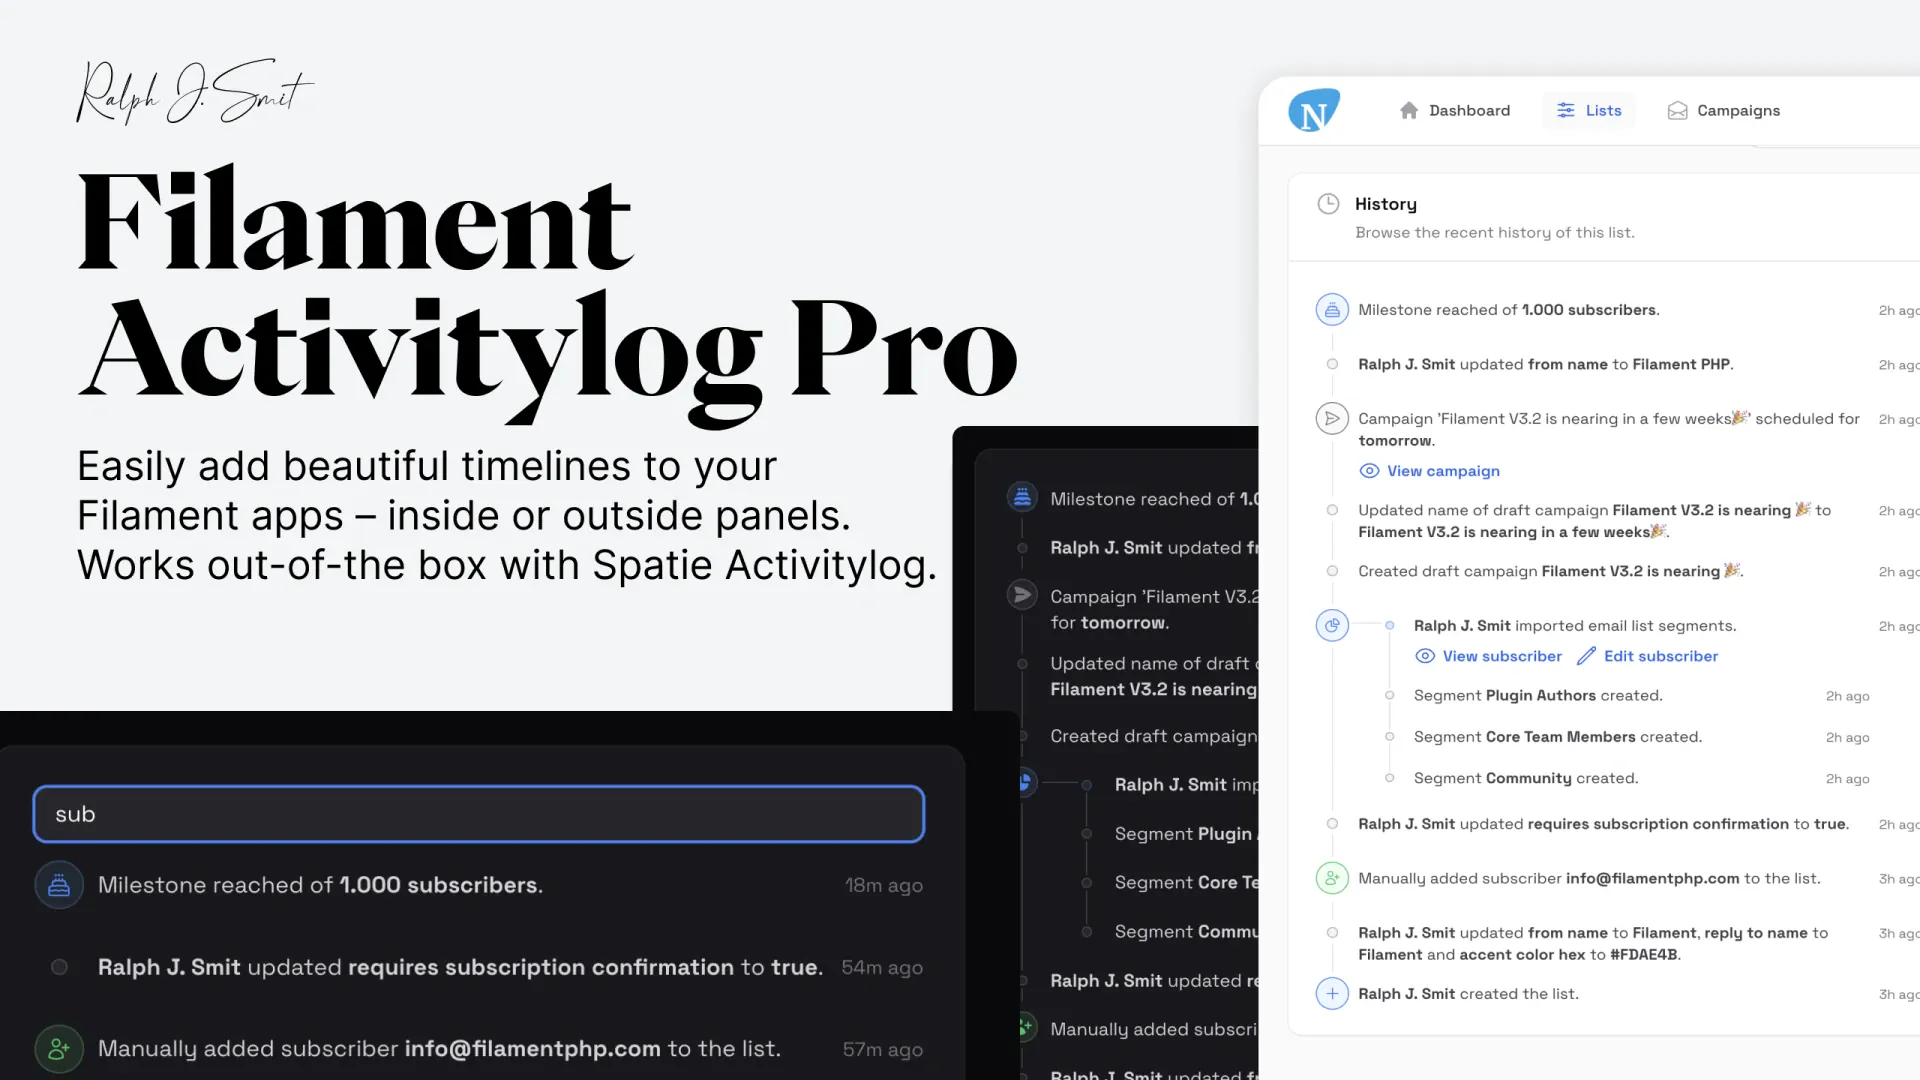 Ralph J. Smit
Filament
Activitylog Pro
Easily add beautiful timelines to your
Filament apps – inside or outside panels.
Works out-of-the box with Spatie Activitylog.
sub
Milestone reached of 1.000 subscribers. 18m ago
Ralph J. Smit updated requires subscription confirmation to true. 54m ago
Manually added subscriber info@filamentphp.com to the list. 57m ago
Milestone reached of
Ralph J. Smit updated
Campaign 'Filament V3.2
for tomorrow.
Updated name of draft
Filament V3.2 is nearing
Created draft campaign
Ralph J. Smit
Segment Plugin
Segment Core
Segment
Ralph J. Smit updated
Manually added
Ralph J. Smit updated
N Dashboard Lists Campaigns
History
Browse the recent history of this list.
Milestone reached of 1.000 subscribers. 2h ago
Ralph J. Smit updated from name to Filament PHP. 2h ago
Campaign 'Filament V3.2 is nearing in a few weeks🎉' scheduled for 2h ago
tomorrow.
View campaign
Updated name of draft campaign Filament V3.2 is nearing 🎉 to 2h ago
Filament V3.2 is nearing in a few weeks🎉.
Created draft campaign Filament V3.2 is nearing 🎉. 2h ago
Ralph J. Smit imported email list segments. 2h ago
View subscriber Edit subscriber
Segment Plugin Authors created. 2h ago
Segment Core Team Members created. 2h ago
Segment Community created. 2h ago
Ralph J. Smit updated requires subscription confirmation to true. 2h ago
Manually added subscriber info@filamentphp.com to the list. 3h ago
Ralph J. Smit updated from name to Filament, reply to name to 3h ago
Filament and accent color hex to #FDAE4B.
Ralph J. Smit created the list. 3h ago